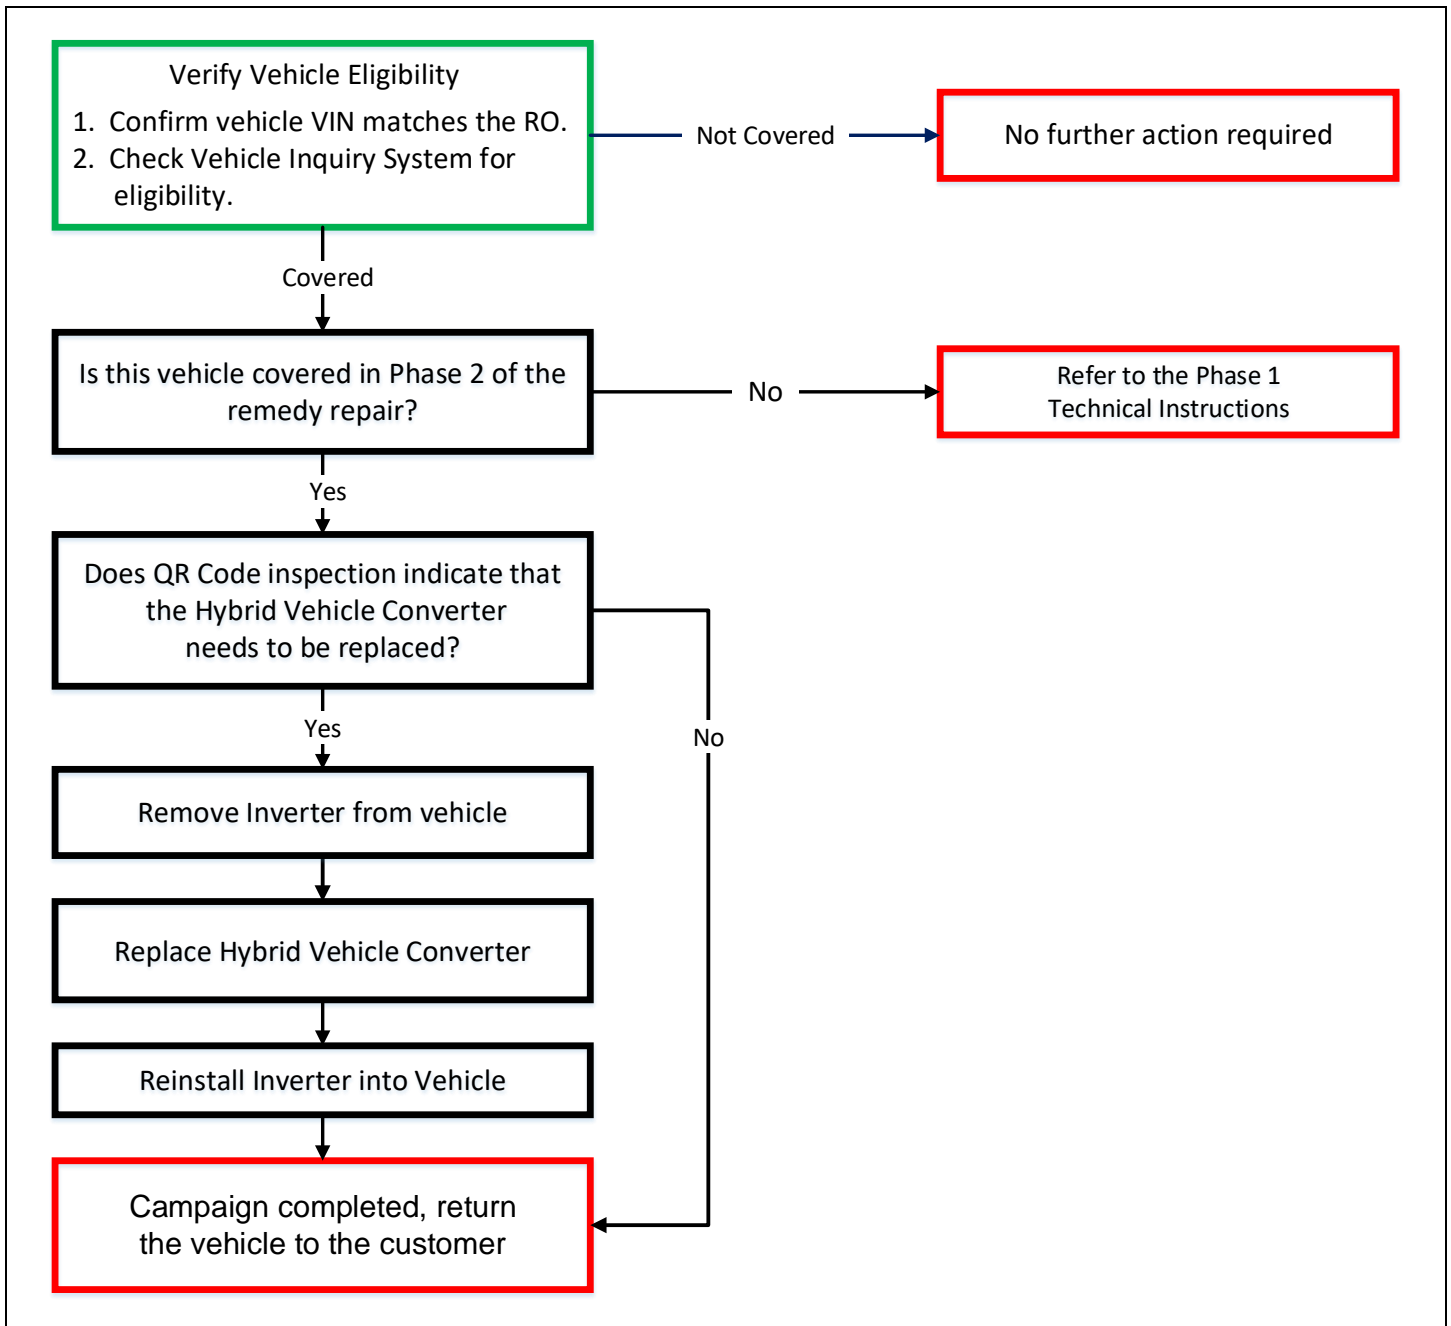 Verify Vehicle Eligibility
1. Confirm vehicle VIN matches the RO.
2. Check Vehicle Inquiry System for
eligibility.
Not Covered
No further action required
Covered
Is this vehicle covered in Phase 2 of the
remedy repair?
No
Refer to the Phase 1
Technical Instructions
Yes
Does QR Code inspection indicate that
the Hybrid Vehicle Converter
needs to be replaced?
Yes
No
Remove Inverter from vehicle
Replace Hybrid Vehicle Converter
Reinstall Inverter into Vehicle
Campaign completed, return
the vehicle to the customer